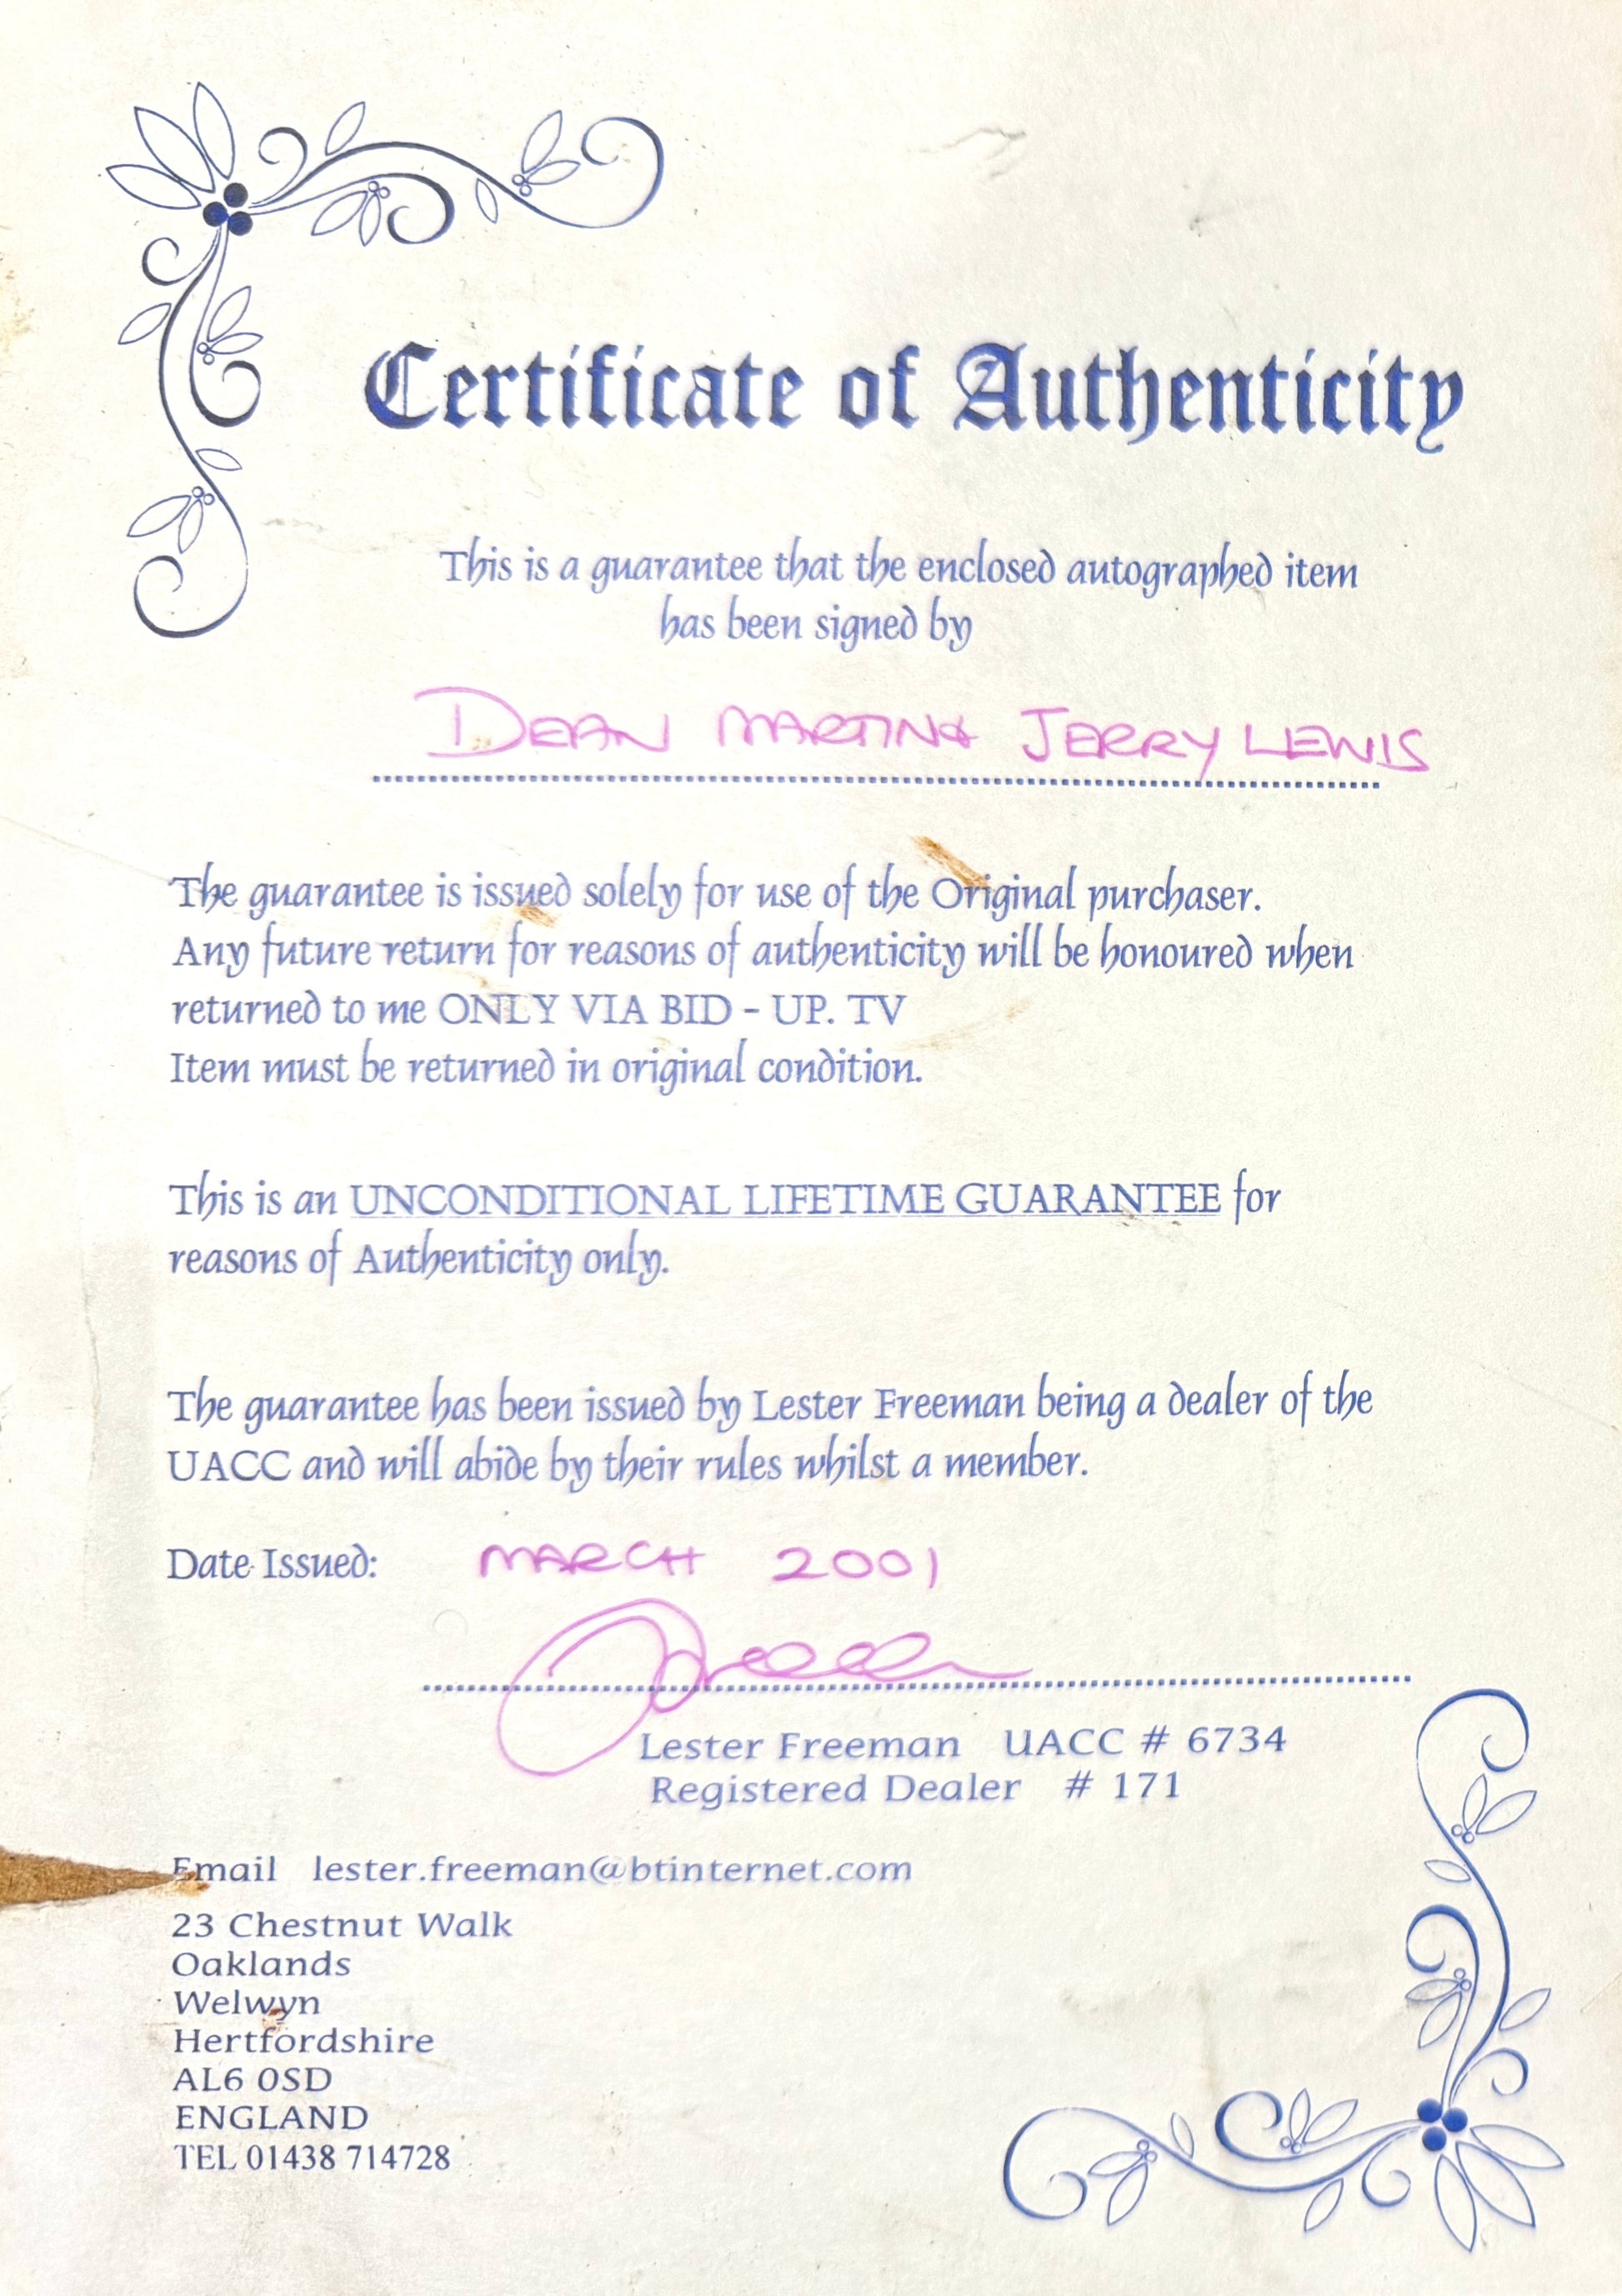 Certificate of Authenticity
This is a guarantee that the enclosed autographed item
has been signed by
DEAN MARTIN & JERRY LEWIS
The guarantee is issued solely for use of the Original purchaser.
Any future return for reasons of authenticity will be honoured when
returned to me ONLY VIA BID - UP. TV
Item must be returned in original condition.
This is an UNCONDITIONAL LIFETIME GUARANTEE for
reasons of Authenticity only.
The guarantee has been issued by Lester Freeman being a dealer of the
UACC and will abide by their rules whilst a member.
Date Issued: MARCH 2001
Lester Freeman UACC # 6734
Registered Dealer # 171
Email lester.freeman@btinternet.com
23 Chestnut Walk
Oaklands
Welwyn
Hertfordshire
AL6 0SD
ENGLAND
TEL 01438 714728